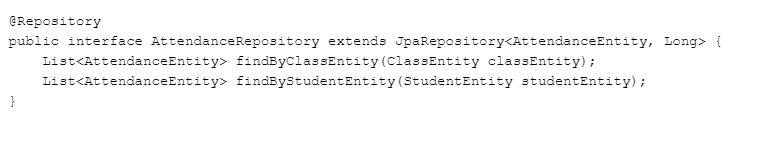 @Repository
public interface AttendanceRepository extends JpaRepository<AttendanceEntity, Long> {
    List<AttendanceEntity> findByClassEntity(ClassEntity classEntity);
    List<AttendanceEntity> findByStudentEntity(StudentEntity studentEntity);
}